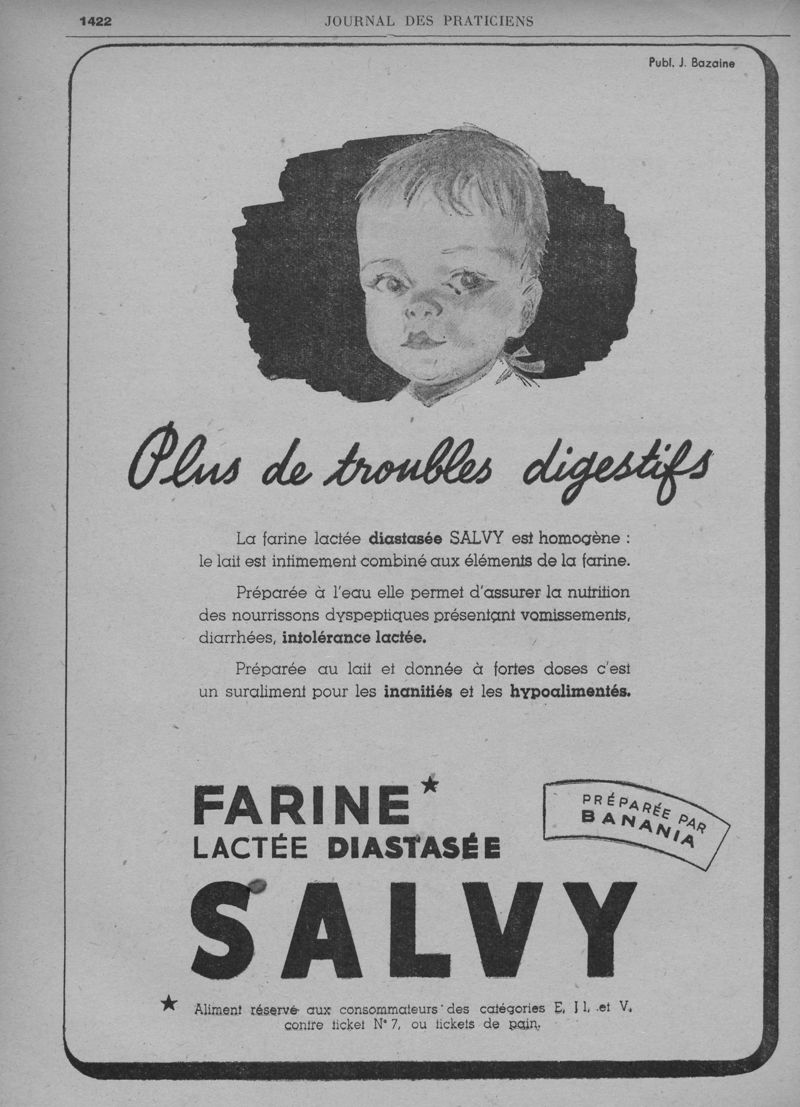 1422
JOURNAL DES PRATICIENS
Publ. J. Bazaine
Plus de troubles digestifs
La farine lactée diastasée SALVY est homogène :
le lait est intimement combiné aux éléments de la farine.
Préparée à l'eau elle permet d'assurer la nutrition
des nourrissons dyspeptiques présentant vomissements,
diarrhées, intolérance lactée.
Préparée au lait et donnée à fortes doses c'est
un suraliment pour les inanitiés et les hypoalimentés.
FARINE★
LACTÉE DIASTASÉE
SALVY
PRÉPARÉE PAR
BANANIA
★ Aliment réservé aux consommateurs des catégories E, J 1, et V,
contre ticket N° 7, ou tickets de pain.